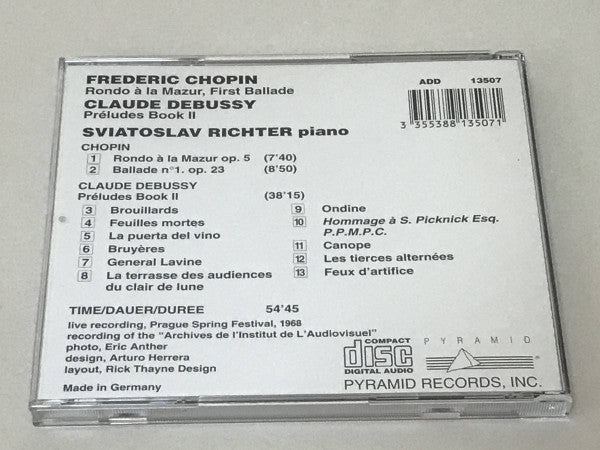 FREDERIC CHOPIN
Rondo à la Mazur, First Ballade
CLAUDE DEBUSSY
Préludes Book II
SVIATOSLAV RICHTER piano
ADD 13507
3 355388 135071
CHOPIN
1 Rondo à la Mazur op. 5 (7'40)
2 Ballade n°1. op. 23 (8'50)
CLAUDE DEBUSSY
Préludes Book II (38'15)
3 Brouillards
4 Feuilles mortes
5 La puerta del vino
6 Bruyères
7 General Lavine
8 La terrasse des audiences
du clair de lune
9 Ondine
10 Hommage à S. Picknick Esq.
P.P.M.P.C.
11 Canope
12 Les tierces alternées
13 Feux d'artifice
TIME/DAUER/DUREE 54'45
live recording, Prague Spring Festival, 1968
recording of the "Archives de l'Institut de L'Audiovisuel"
photo, Eric Anther
design, Arturo Herrera
layout, Rick Thayne Design
Made in Germany
COMPACT
disc
DIGITAL AUDIO
PYRAMID
PYRAMID RECORDS, INC.